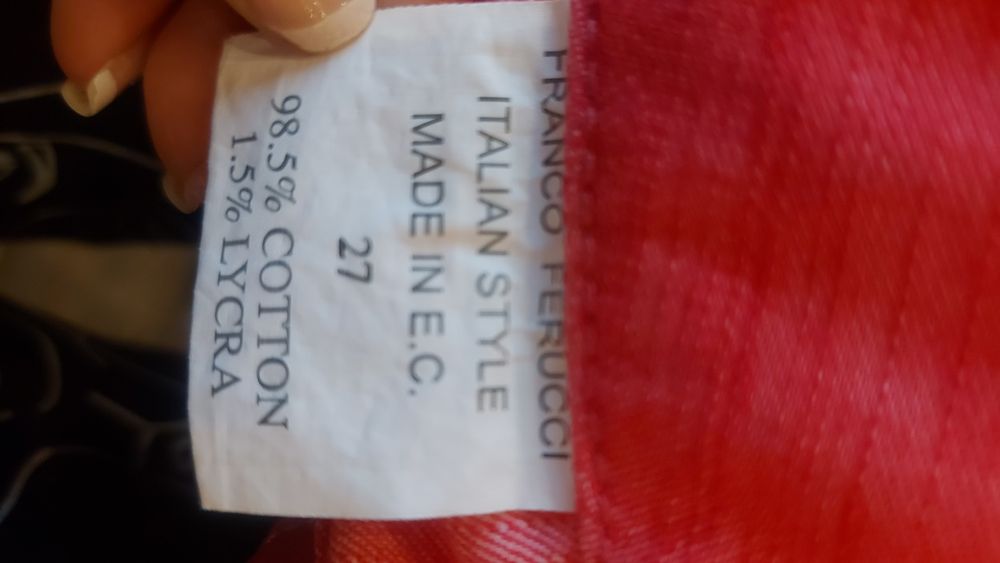 FRANCO FERUCCI
ITALIAN STYLE
MADE IN E.C.
27
98.5% COTTON
1.5% LYCRA